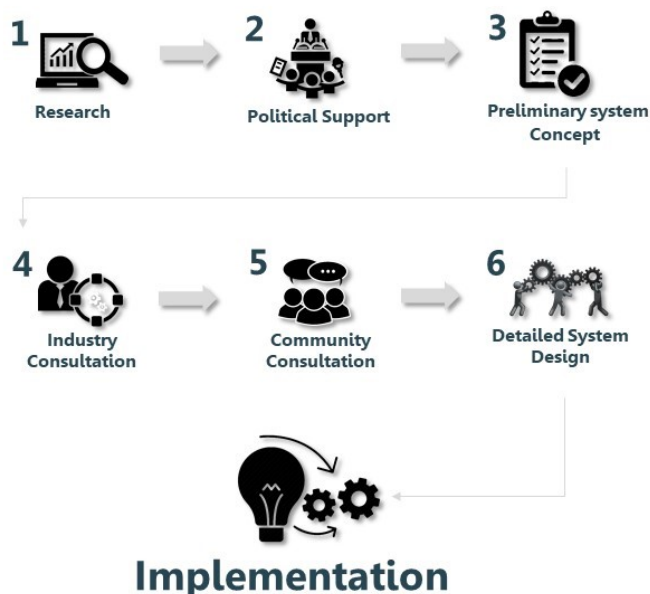 1
Research
2
Political Support
3
Preliminary system
Concept
4
Industry
Consultation
5
Community
Consultation
6
Detailed System
Design
Implementation